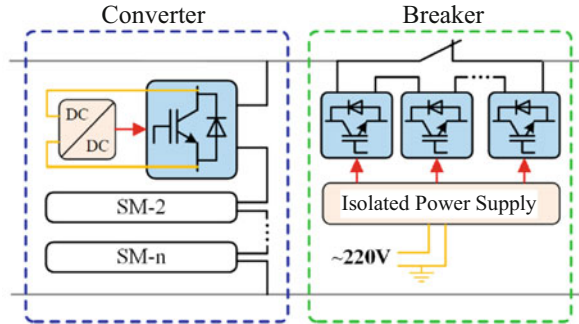 Converter
Breaker
DC
DC
SM-2
SM-n
Isolated Power Supply
~220V